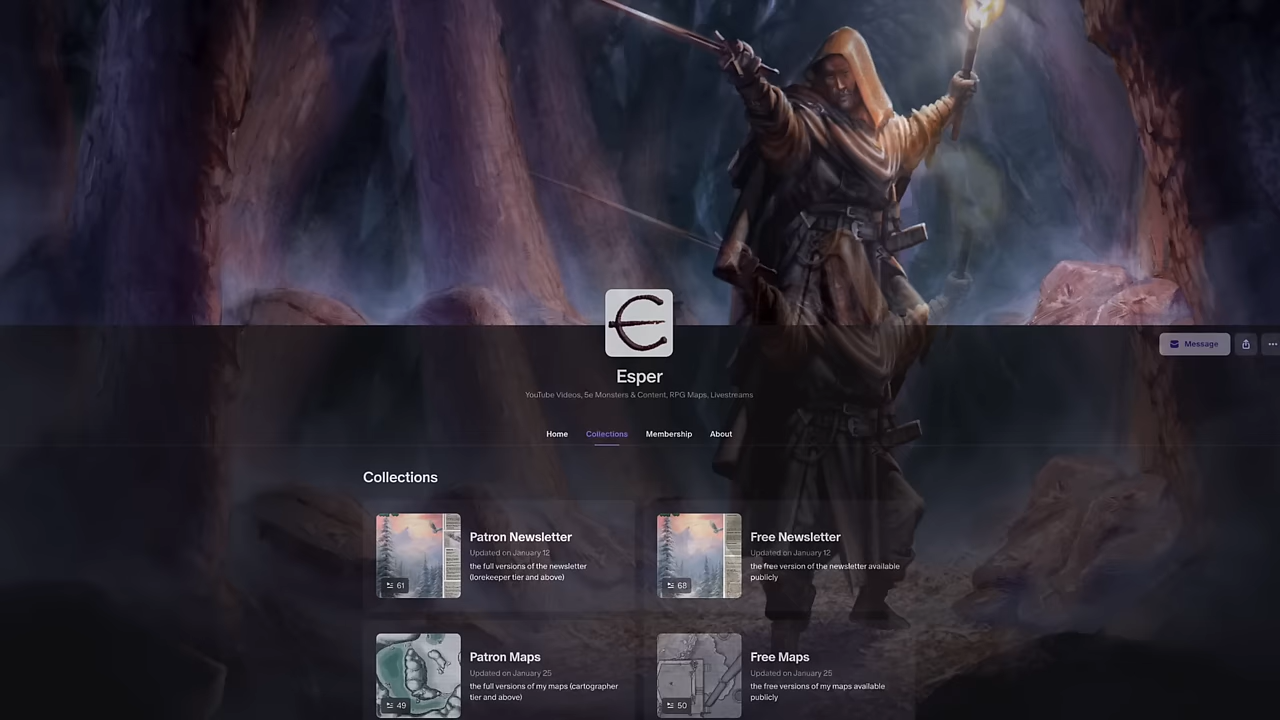 Message
Esper
YouTube Videos, 5e Monsters & Content, RPG Maps, Livestreams
Home Collections Membership About
Collections
Patron Newsletter
Updated on January 12
the full versions of the newsletter
(lorekeeper tier and above)
61
Free Newsletter
Updated on January 12
the free version of the newsletter available
publicly
68
Patron Maps
Updated on January 25
the full versions of my maps (cartographer
tier and above)
49
Free Maps
Updated on January 25
the free versions of my maps available
publicly
50